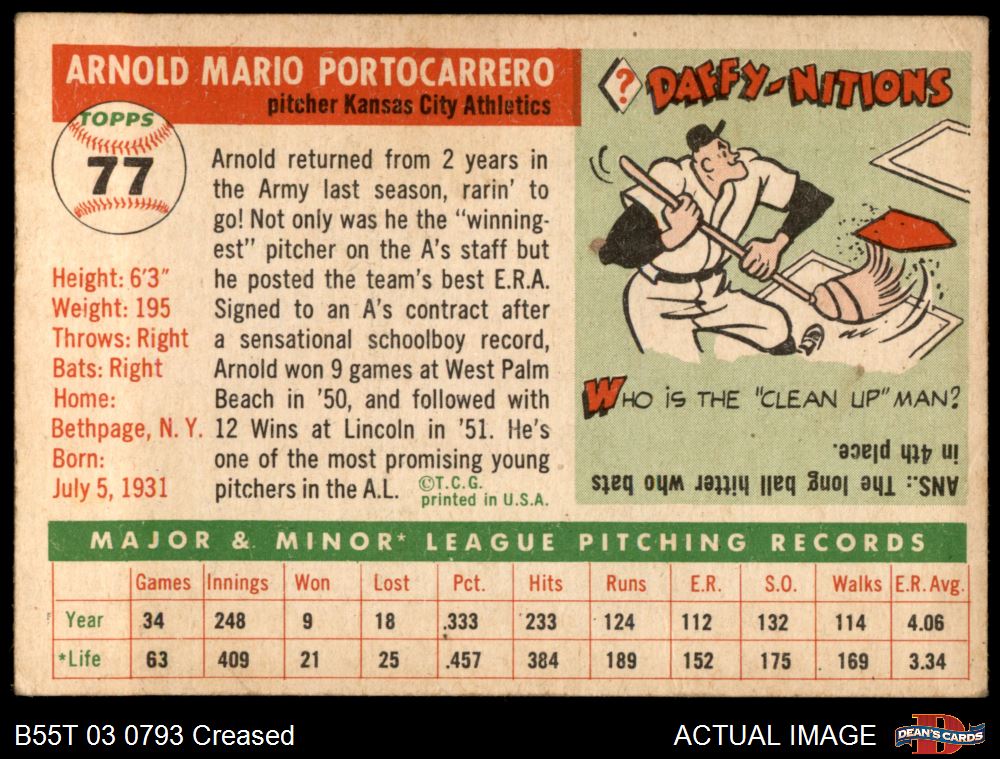 ARNOLD MARIO PORTOCARRERO
pitcher Kansas City Athletics
TOPPS
77
Height: 6'3"
Weight: 195
Throws: Right
Bats: Right
Home:
Bethpage, N. Y.
Born:
July 5, 1931
Arnold returned from 2 years in
the Army last season, rarin' to
go! Not only was he the "winning-
est" pitcher on the A's staff but
he posted the team's best E.R.A.
Signed to an A's contract after
a sensational schoolboy record,
Arnold won 9 games at West Palm
Beach in '50, and followed with
12 Wins at Lincoln in '51. He's
one of the most promising young
pitchers in the A.L.
©T.C.G.
printed in U.S.A.
? DAFFY-NITIONS
WHO iS THE "CLEAN UP" MAN?
ANS.: The long ball hitter who bats
in 4th place.
MAJOR & MINOR* LEAGUE PITCHING RECORDS
Games Innings Won Lost Pct. Hits Runs E.R. S.O. Walks E.R. Avg.
Year 34 248 9 18 .333 233 124 112 132 114 4.06
*Life 63 409 21 25 .457 384 189 152 175 169 3.34
B55T 03 0793 Creased
ACTUAL IMAGE
DEAN'S CARDS